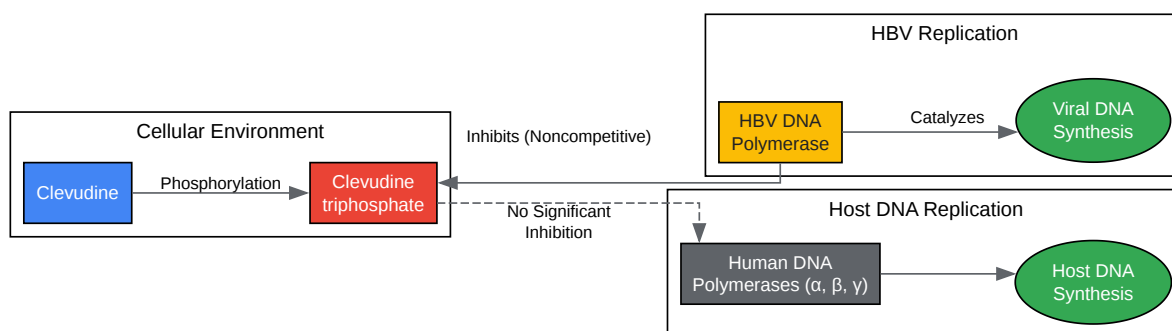 HBV Replication
HBV DNA
Polymerase
Catalyzes
Viral DNA
Synthesis
Cellular Environment
Inhibits (Noncompetitive)
Clevudine
Phosphorylation
Clevudine
triphosphate
No Significant
Inhibition
Host DNA Replication
Human DNA
Polymerases (α, β, γ)
Host DNA
Synthesis